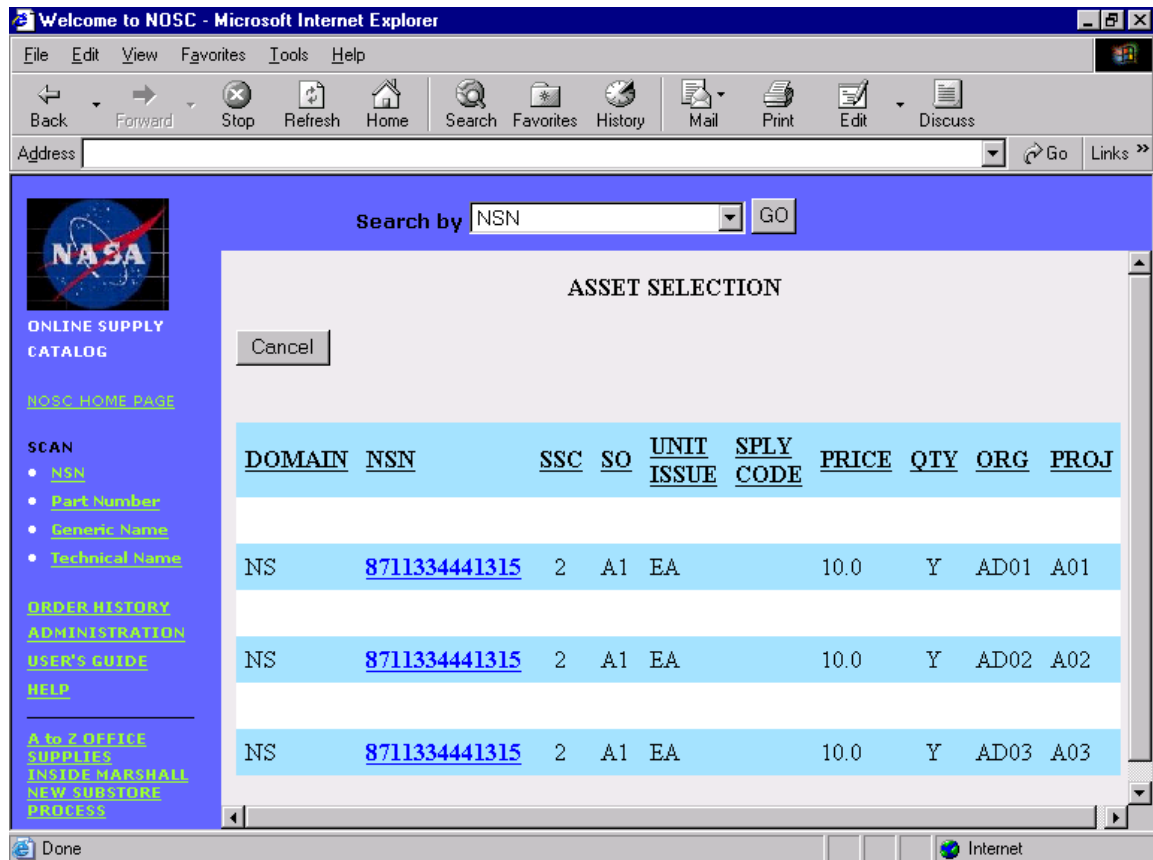 Welcome to NOSC - Microsoft Internet Explorer
File Edit View Favorites Tools Help
Back Forward Stop Refresh Home Search Favorites History Mail Print Edit Discuss
Address Go Links »
NASA
Search by NSN GO
ONLINE SUPPLY
CATALOG
NOSC HOME PAGE
SCAN
• NSN
• Part Number
• Generic Name
• Technical Name
ORDER HISTORY
ADMINISTRATION
USER'S GUIDE
HELP
A to Z OFFICE
SUPPLIES
INSIDE MARSHALL
NEW SUBSTORE
PROCESS
ASSET SELECTION
Cancel
DOMAIN NSN SSC SO UNIT ISSUE SPLY CODE PRICE QTY ORG PROJ
NS 8711334441315 2 A1 EA 10.0 Y AD01 A01
NS 8711334441315 2 A1 EA 10.0 Y AD02 A02
NS 8711334441315 2 A1 EA 10.0 Y AD03 A03
Done Internet